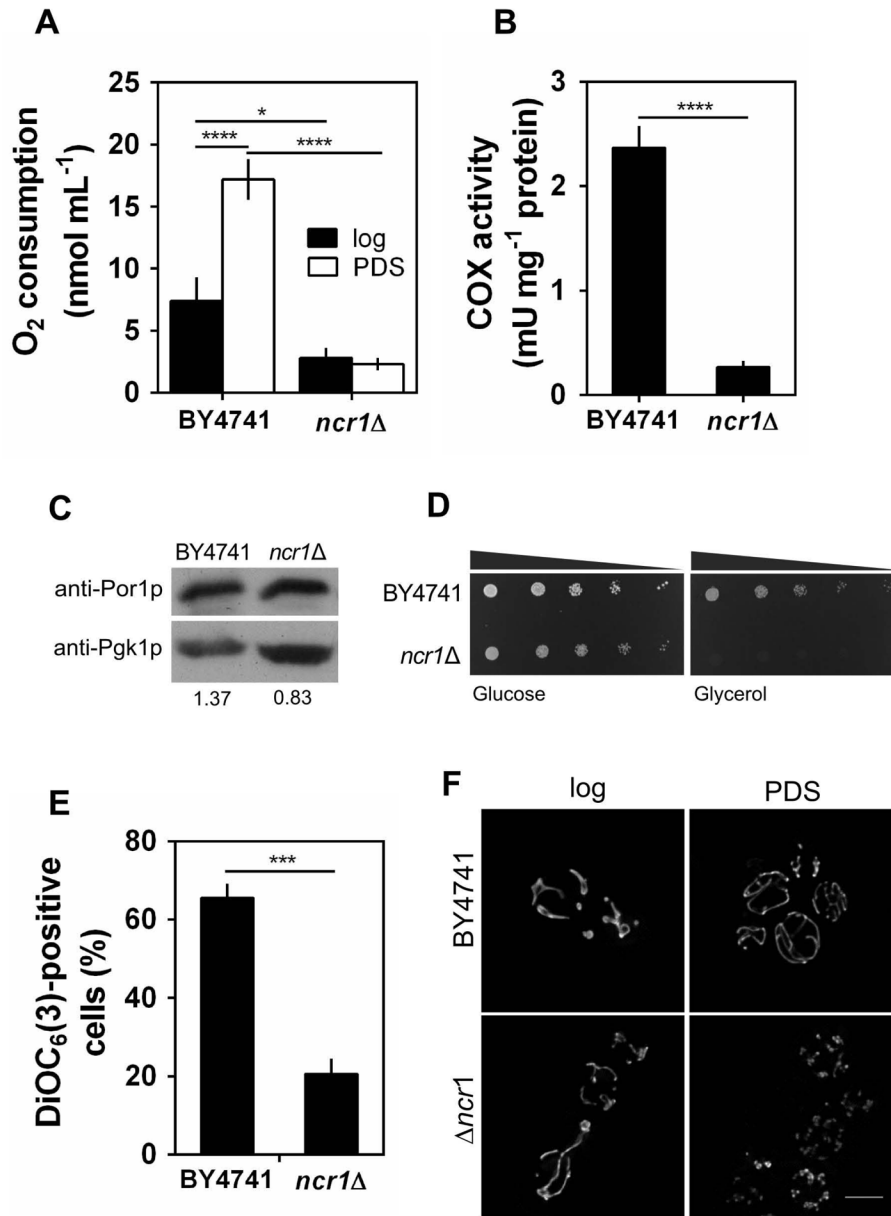 A
O₂ consumption
(nmol mL⁻¹)
25
20
15
10
5
0
*
****
****
log
PDS
BY4741
ncr1Δ
B
COX activity
(mU mg⁻¹ protein)
3
2
1
0
****
BY4741
ncr1Δ
C
BY4741 ncr1Δ
anti-Por1p
anti-Pgk1p
1.37 0.83
D
BY4741
ncr1Δ
Glucose
Glycerol
E
DiOC₆(3)-positive
cells (%)
80
60
40
20
0
***
BY4741
ncr1Δ
F
log PDS
BY4741
Δncr1